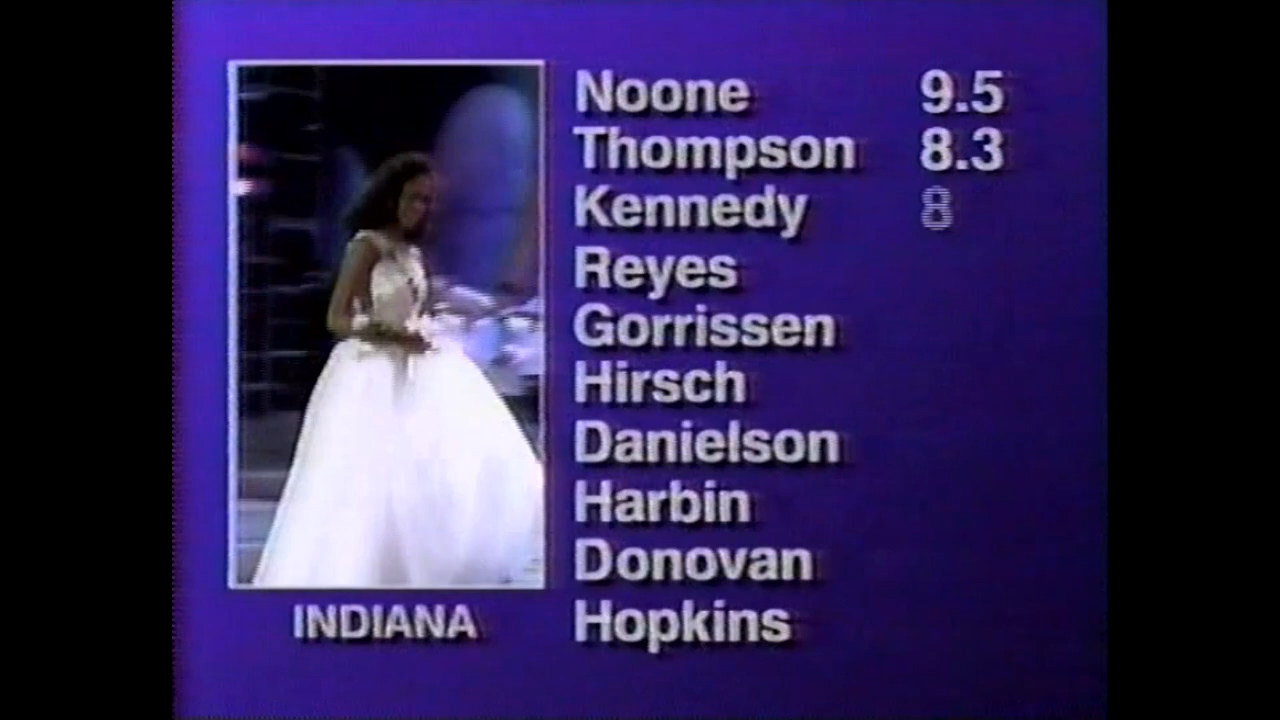 Noone 9.5
Thompson 8.3
Kennedy 8
Reyes
Gorrissen
Hirsch
Danielson
Harbin
Donovan
Hopkins
INDIANA